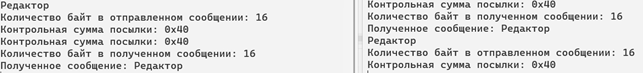 Редактор
Количество байт в отправленном сообщении: 16
Контрольная сумма посылки: 0x40
Контрольная сумма посылки: 0x40
Количество байт в полученном сообщении: 16
Полученное сообщение: Редактор
Контрольная сумма посылки: 0x40
Количество байт в полученном сообщении: 16
Полученное сообщение: Редактор
Редактор
Количество байт в отправленном сообщении: 16
Контрольная сумма посылки: 0x40